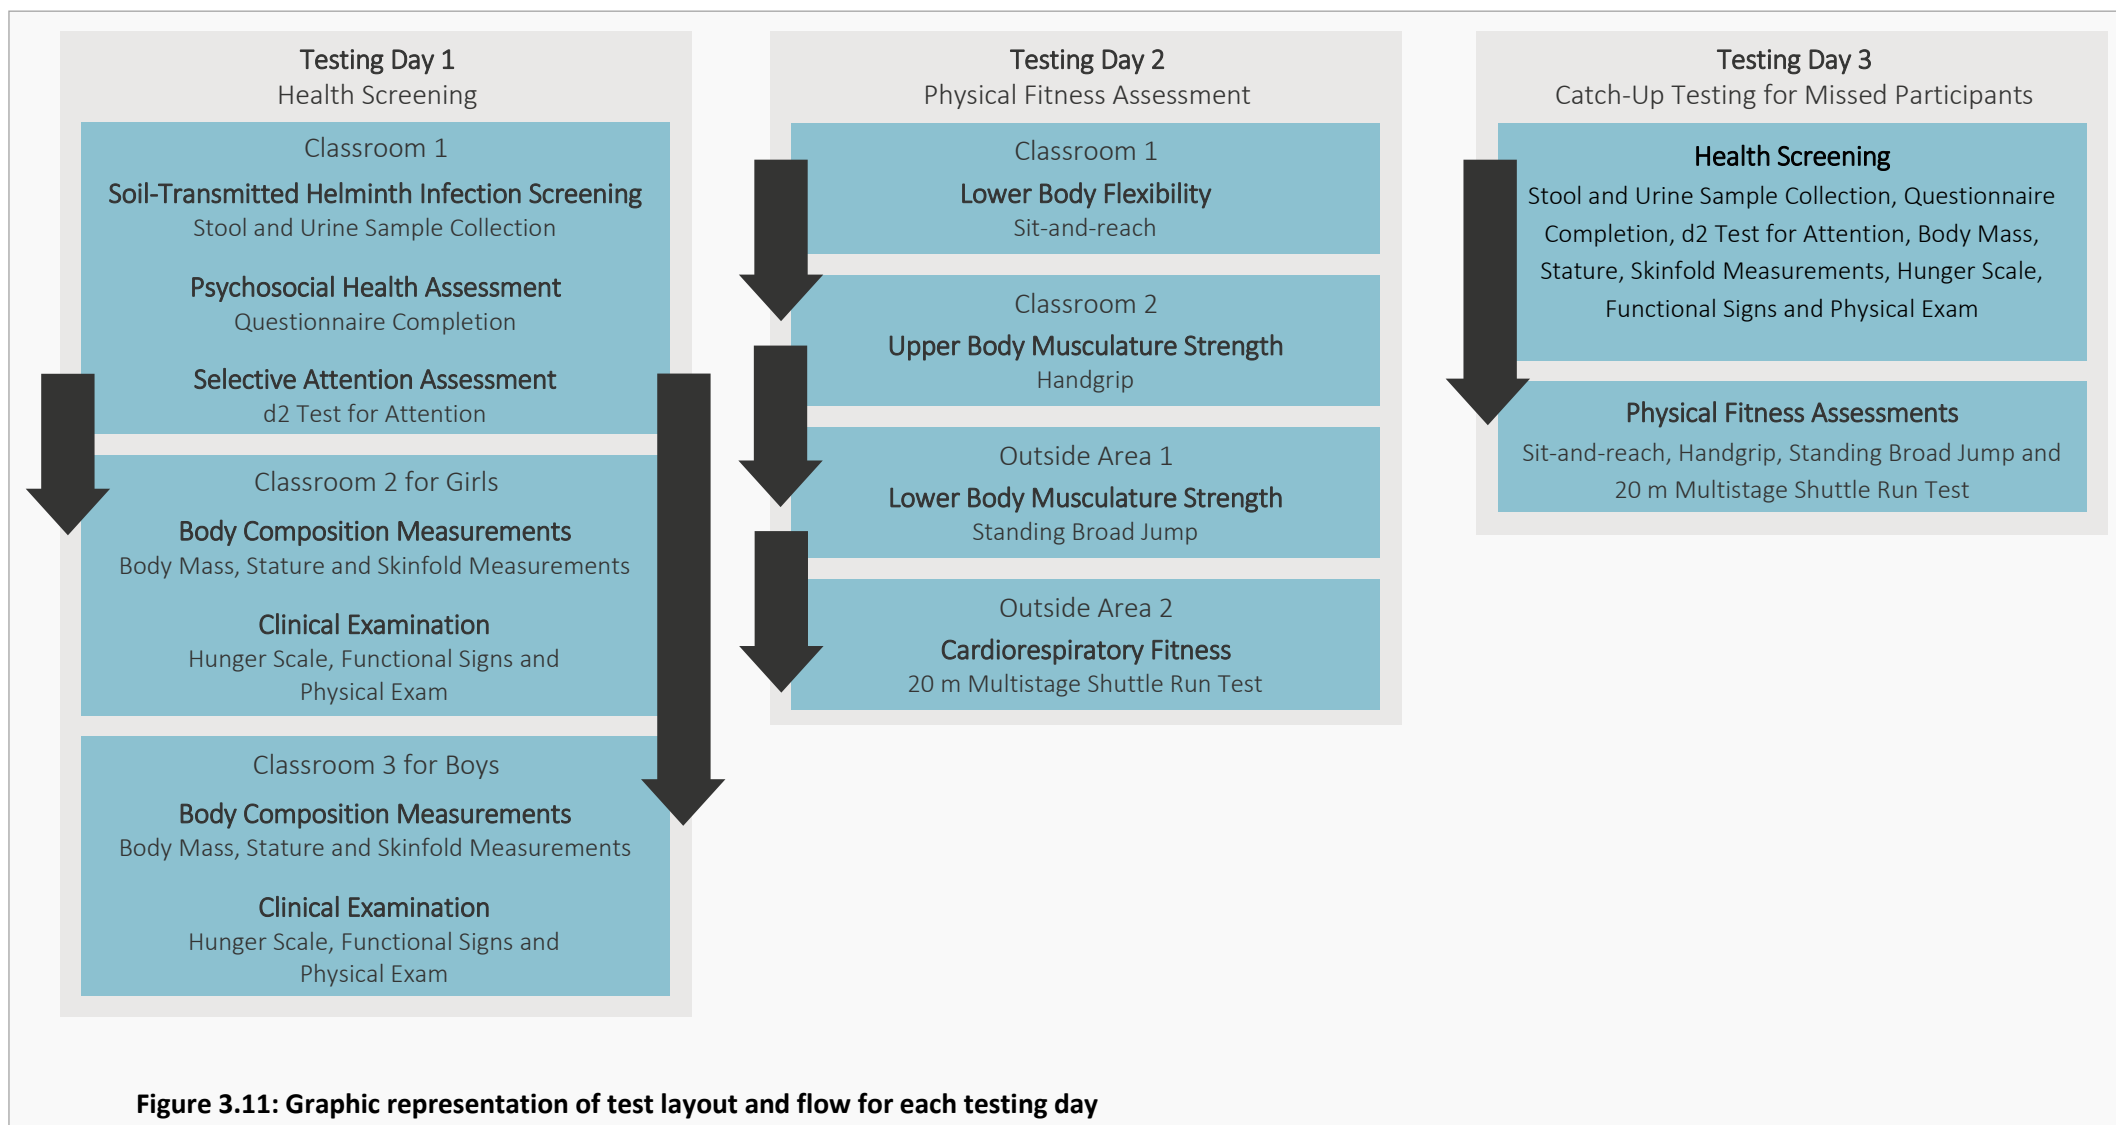 Testing Day 1
Health Screening
Classroom 1
Soil-Transmitted Helminth Infection Screening
Stool and Urine Sample Collection
Psychosocial Health Assessment
Questionnaire Completion
Selective Attention Assessment
d2 Test for Attention
Classroom 2 for Girls
Body Composition Measurements
Body Mass, Stature and Skinfold Measurements
Clinical Examination
Hunger Scale, Functional Signs and
Physical Exam
Classroom 3 for Boys
Body Composition Measurements
Body Mass, Stature and Skinfold Measurements
Clinical Examination
Hunger Scale, Functional Signs and
Physical Exam
Testing Day 2
Physical Fitness Assessment
Classroom 1
Lower Body Flexibility
Sit-and-reach
Classroom 2
Upper Body Musculature Strength
Handgrip
Outside Area 1
Lower Body Musculature Strength
Standing Broad Jump
Outside Area 2
Cardiorespiratory Fitness
20 m Multistage Shuttle Run Test
Testing Day 3
Catch-Up Testing for Missed Participants
Health Screening
Stool and Urine Sample Collection, Questionnaire
Completion, d2 Test for Attention, Body Mass,
Stature, Skinfold Measurements, Hunger Scale,
Functional Signs and Physical Exam
Physical Fitness Assessments
Sit-and-reach, Handgrip, Standing Broad Jump and
20 m Multistage Shuttle Run Test
Figure 3.11: Graphic representation of test layout and flow for each testing day